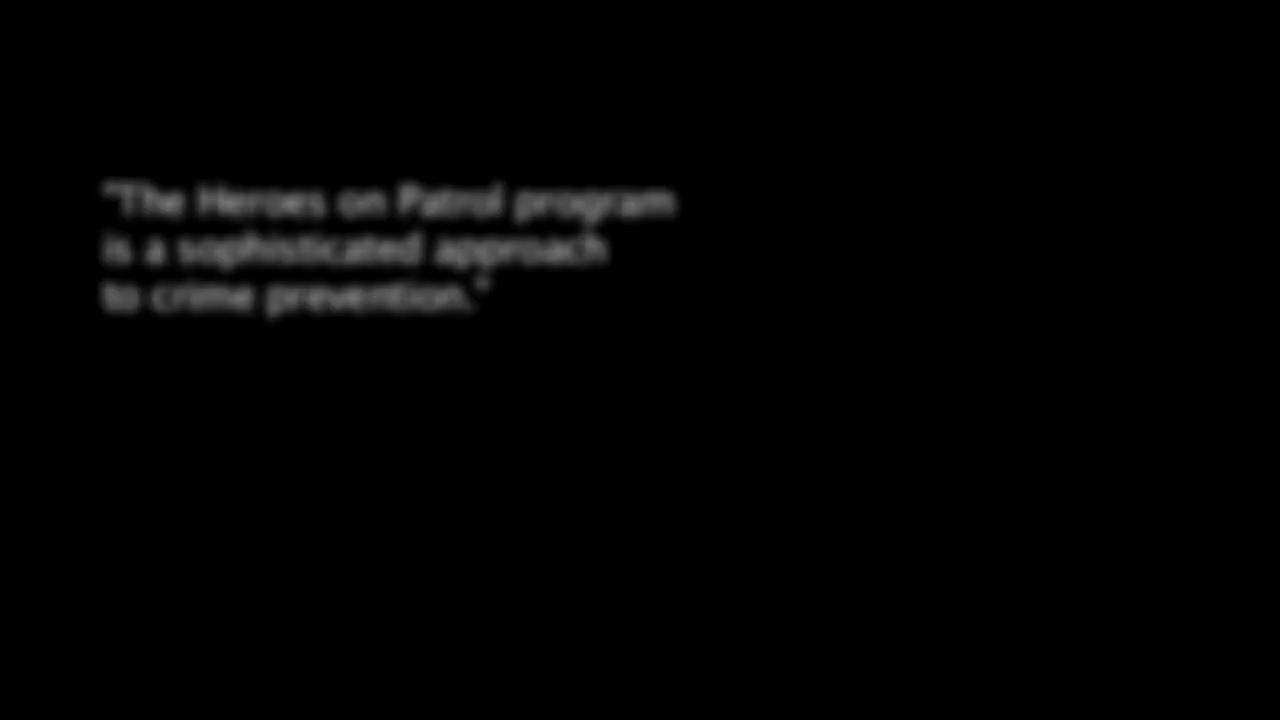 "The Heroes on Patrol program
is a sophisticated approach
to crime prevention."